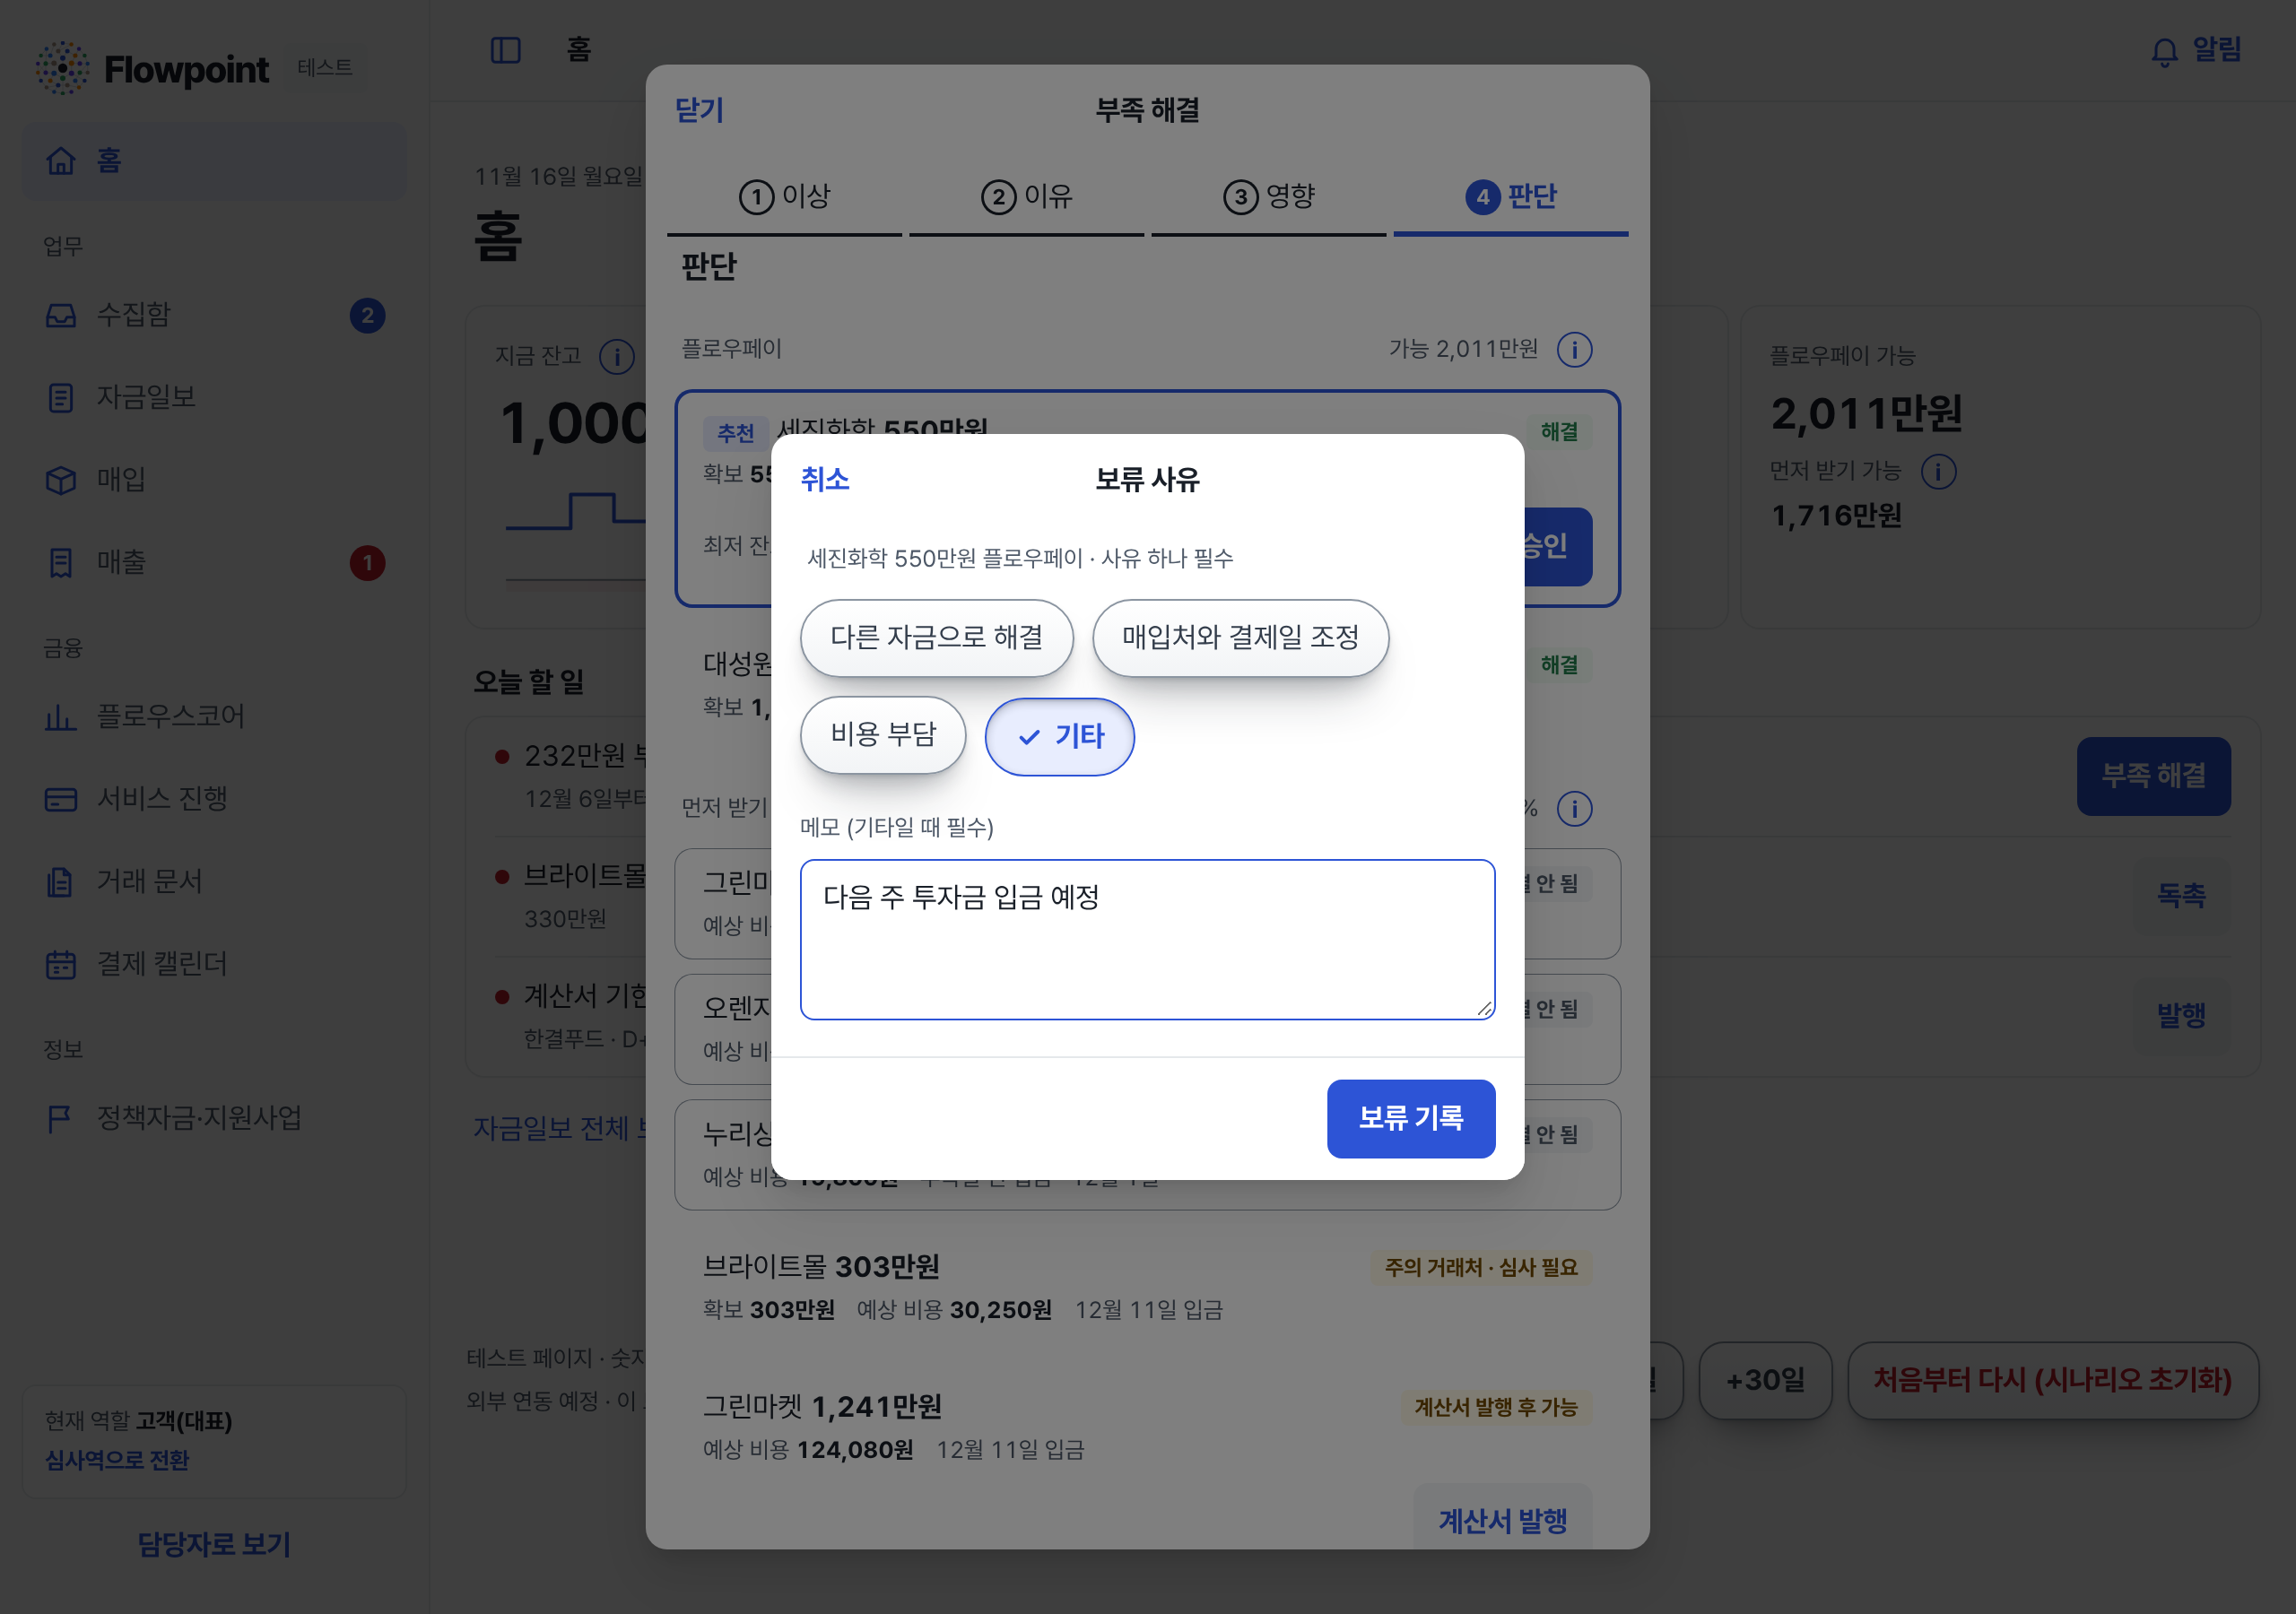 Flowpoint 테스트
홈
업무
수집함 2
자금일보
매입
매출 1
금융
플로우스코어
서비스 진행
거래 문서
결제 캘린더
정보
정책자금·지원사업
현재 역할 고객(대표)
심사역으로 전환
담당자로 보기
홈
알림
11월 16일 월요일
홈
지금 잔고 i
1,000
오늘 할 일
232만원
12월 6일부터
브라이트몰
330만원
계산서 기한
한결푸드 ·
자금일보 전체
테스트 페이지 ·
외부 연동 예정 · 이
플로우페이 가능
2,011만원
먼저 받기 가능 i
1,716만원
부족 해결
독촉
발행
+30일
처음부터 다시 (시나리오 초기화)
닫기
부족 해결
1 이상
2 이유
3 영향
4 판단
판단
플로우페이
가능 2,011만원 i
추천 세진화학 550만원
해결
확보
최저
승인
해결
확보
먼저 받기
% i
안 됨
예상
안 됨
예상
안 됨
예상
브라이트몰 303만원
주의 거래처 · 심사 필요
확보 303만원 예상 비용 30,250원 12월 11일 입금
그린마켓 1,241만원
계산서 발행 후 가능
예상 비용 124,080원 12월 11일 입금
계산서 발행
취소
보류 사유
세진화학 550만원 플로우페이 · 사유 하나 필수
다른 자금으로 해결
매입처와 결제일 조정
비용 부담
기타
메모 (기타일 때 필수)
다음 주 투자금 입금 예정
보류 기록